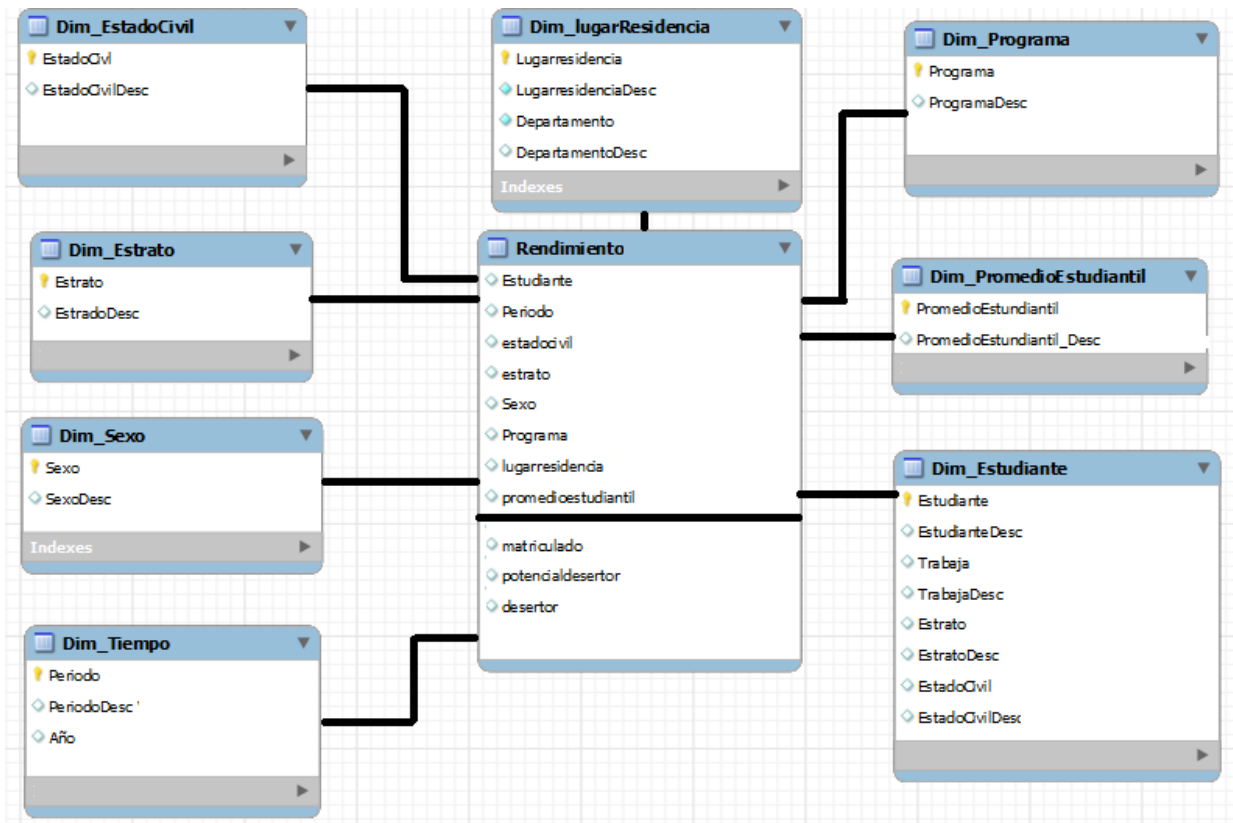 Dim_EstadoCivil
EstadoCivl
EstadoCivilDesc
Dim_lugarResidencia
Lugarresidencia
LugarresidenciaDesc
Departamento
DepartamentoDesc
Indexes
Dim_Programa
Programa
ProgramaDesc
Dim_Estrato
Estrato
EstradoDesc
Rendimiento
Estudiante
Periodo
estadocivil
estrato
Sexo
Programa
lugarresidencia
promedioestudiantil
matriculado
potencialdesertor
desertor
Dim_PromedioEstudiantil
PromedioEstundiantil
PromedioEstundiantil_Desc
Dim_Sexo
Sexo
SexoDesc
Indexes
Dim_Estudiante
Estudiante
EstudianteDesc
Trabaja
TrabajaDesc
Estrato
EstratoDesc
EstadoCivil
EstadoCivilDesc
Dim_Tiempo
Periodo
PeriodoDesc '
Año